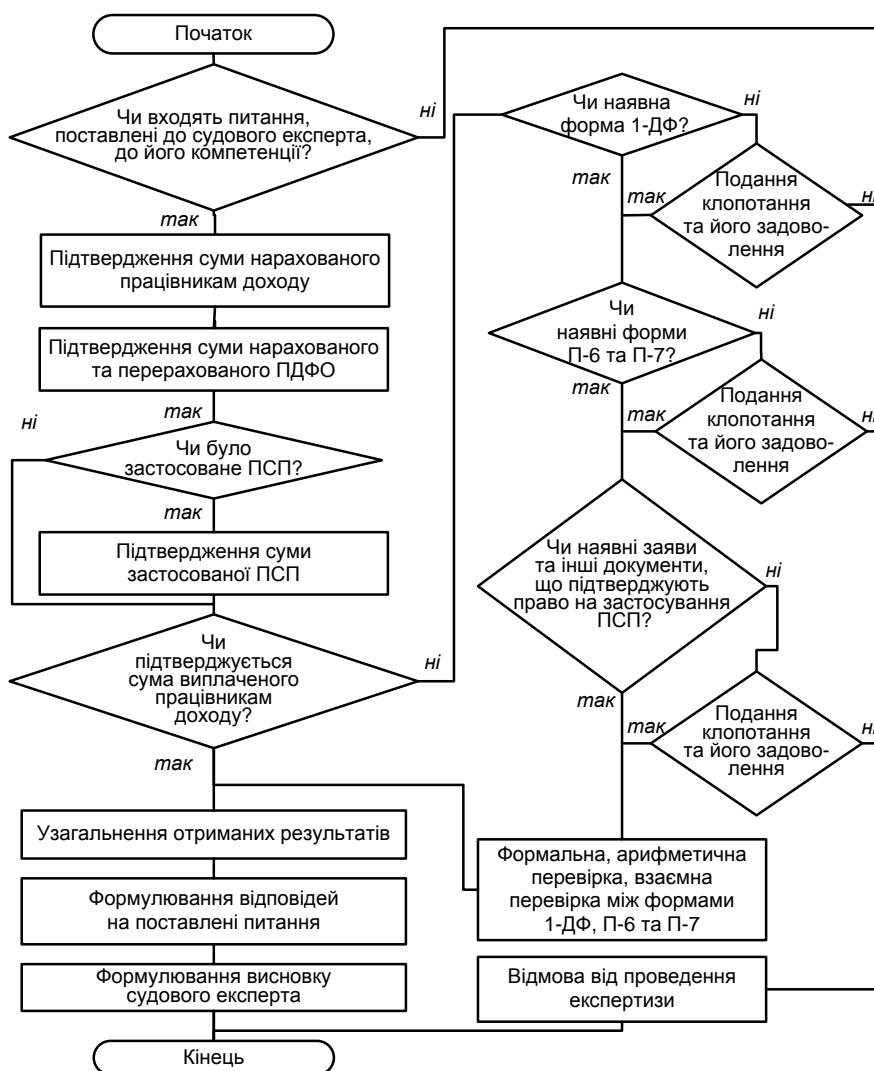 Початок
Чи входять питання,
поставлені до судового експерта,
до його компетенції?
ні
так
Підтвердження суми нарахованого
працівникам доходу
Підтвердження суми нарахованого
та перерахованого ПДФО
так
ні
Чи було
застосоване ПСП?
так
Підтвердження суми
застосованої ПСП
Чи
підтверджується
сума виплаченого
працівникам
доходу?
ні
так
Узагальнення отриманих результатів
Формулювання відповідей
на поставлені питання
Формулювання висновку
судового експерта
Кінець
Чи наявна
форма 1-ДФ?
ні
так
так
Подання
клопотання
та його задово-
лення
ні
Чи
наявні форми
П-6 та П-7?
ні
так
так
Подання
клопотання
та його задово-
лення
ні
Чи наявні заяви
та інші документи,
що підтверджують
право на застосування
ПСП?
ні
так
так
Подання
клопотання
та його задово-
лення
ні
Формальна, арифметична
перевірка, взаємна
перевірка між формами
1-ДФ, П-6 та П-7
Відмова від проведення
експертизи